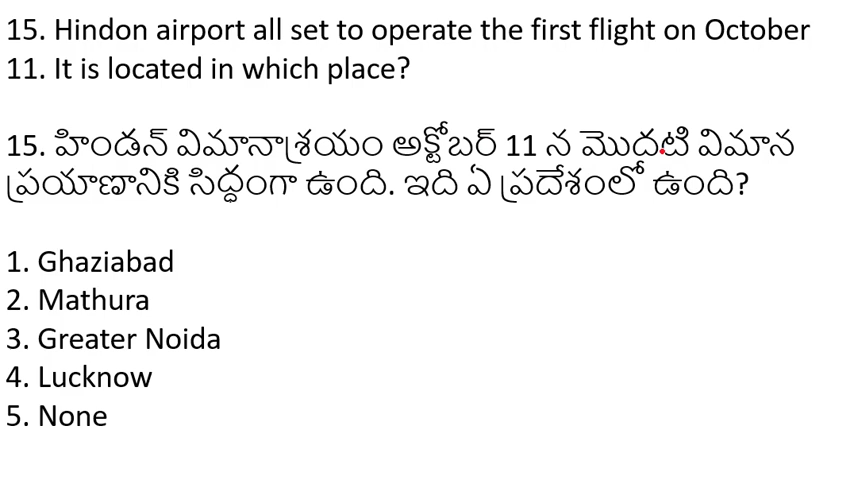 15. Hindon airport all set to operate the first flight on October
11. It is located in which place?
15. హిండన్ విమానాశ్రయం అక్టోబర్ 11 న మొదటి విమాన
ప్రయాణానికి సిద్ధంగా ఉంది. ఇది ఏ ప్రదేశంలో ఉంది?
1. Ghaziabad
2. Mathura
3. Greater Noida
4. Lucknow
5. None